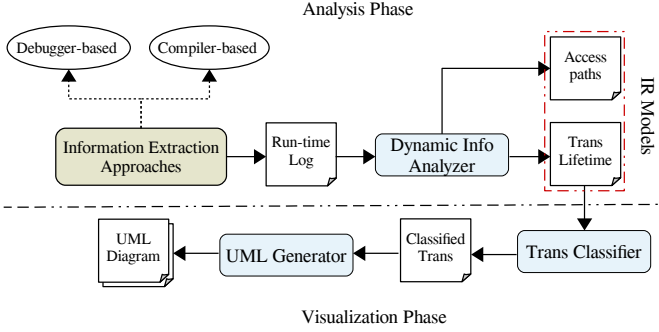 Analysis Phase
Debugger-based
Compiler-based
Access
paths
IR Models
Information Extraction
Approaches
Run-time
Log
Dynamic Info
Analyzer
Trans
Lifetime
UML
Diagram
UML Generator
Classified
Trans
Trans Classifier
Visualization Phase